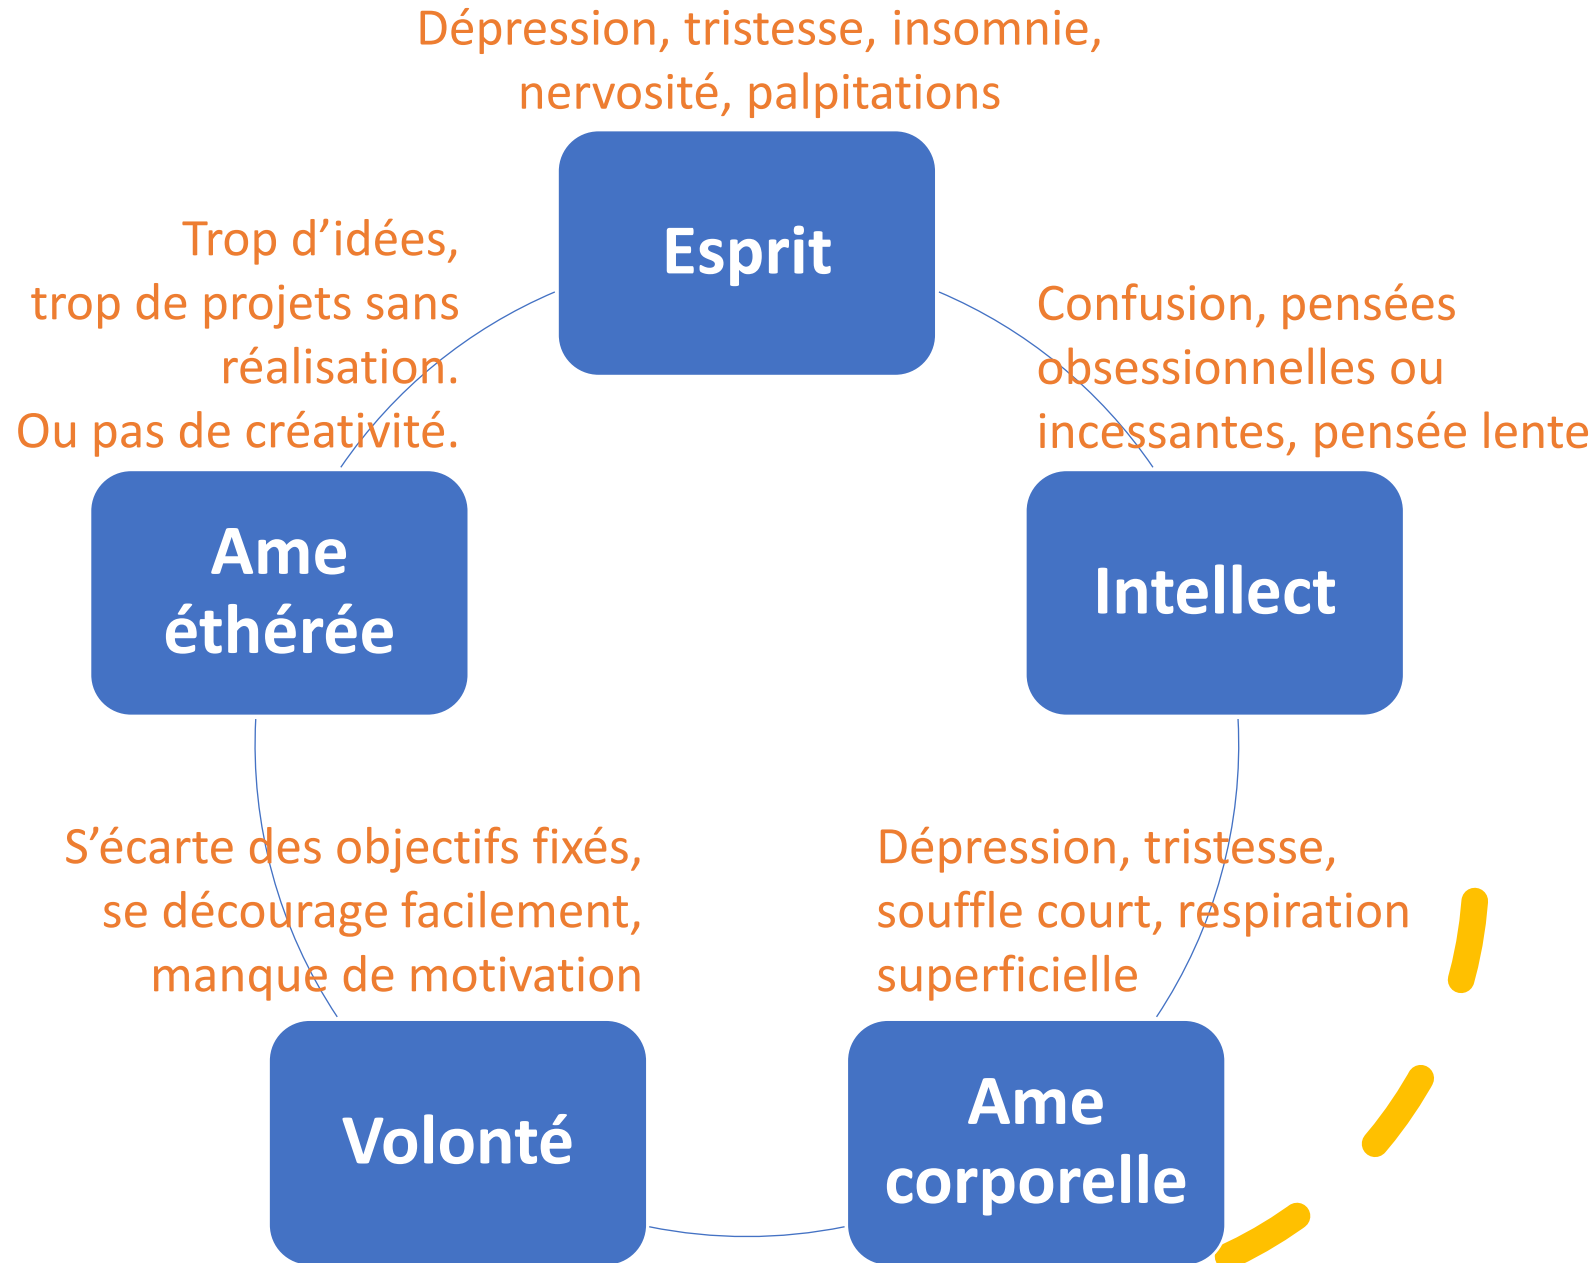 Dépression, tristesse, insomnie,
nervosité, palpitations
Esprit
Trop d’idées,
trop de projets sans
réalisation.
Ou pas de créativité.
Confusion, pensées
obsessionnelles ou
incessantes, pensée lente
Ame
éthérée
Intellect
S’écarte des objectifs fixés,
se décourage facilement,
manque de motivation
Dépression, tristesse,
souffle court, respiration
superficielle
Volonté
Ame
corporelle